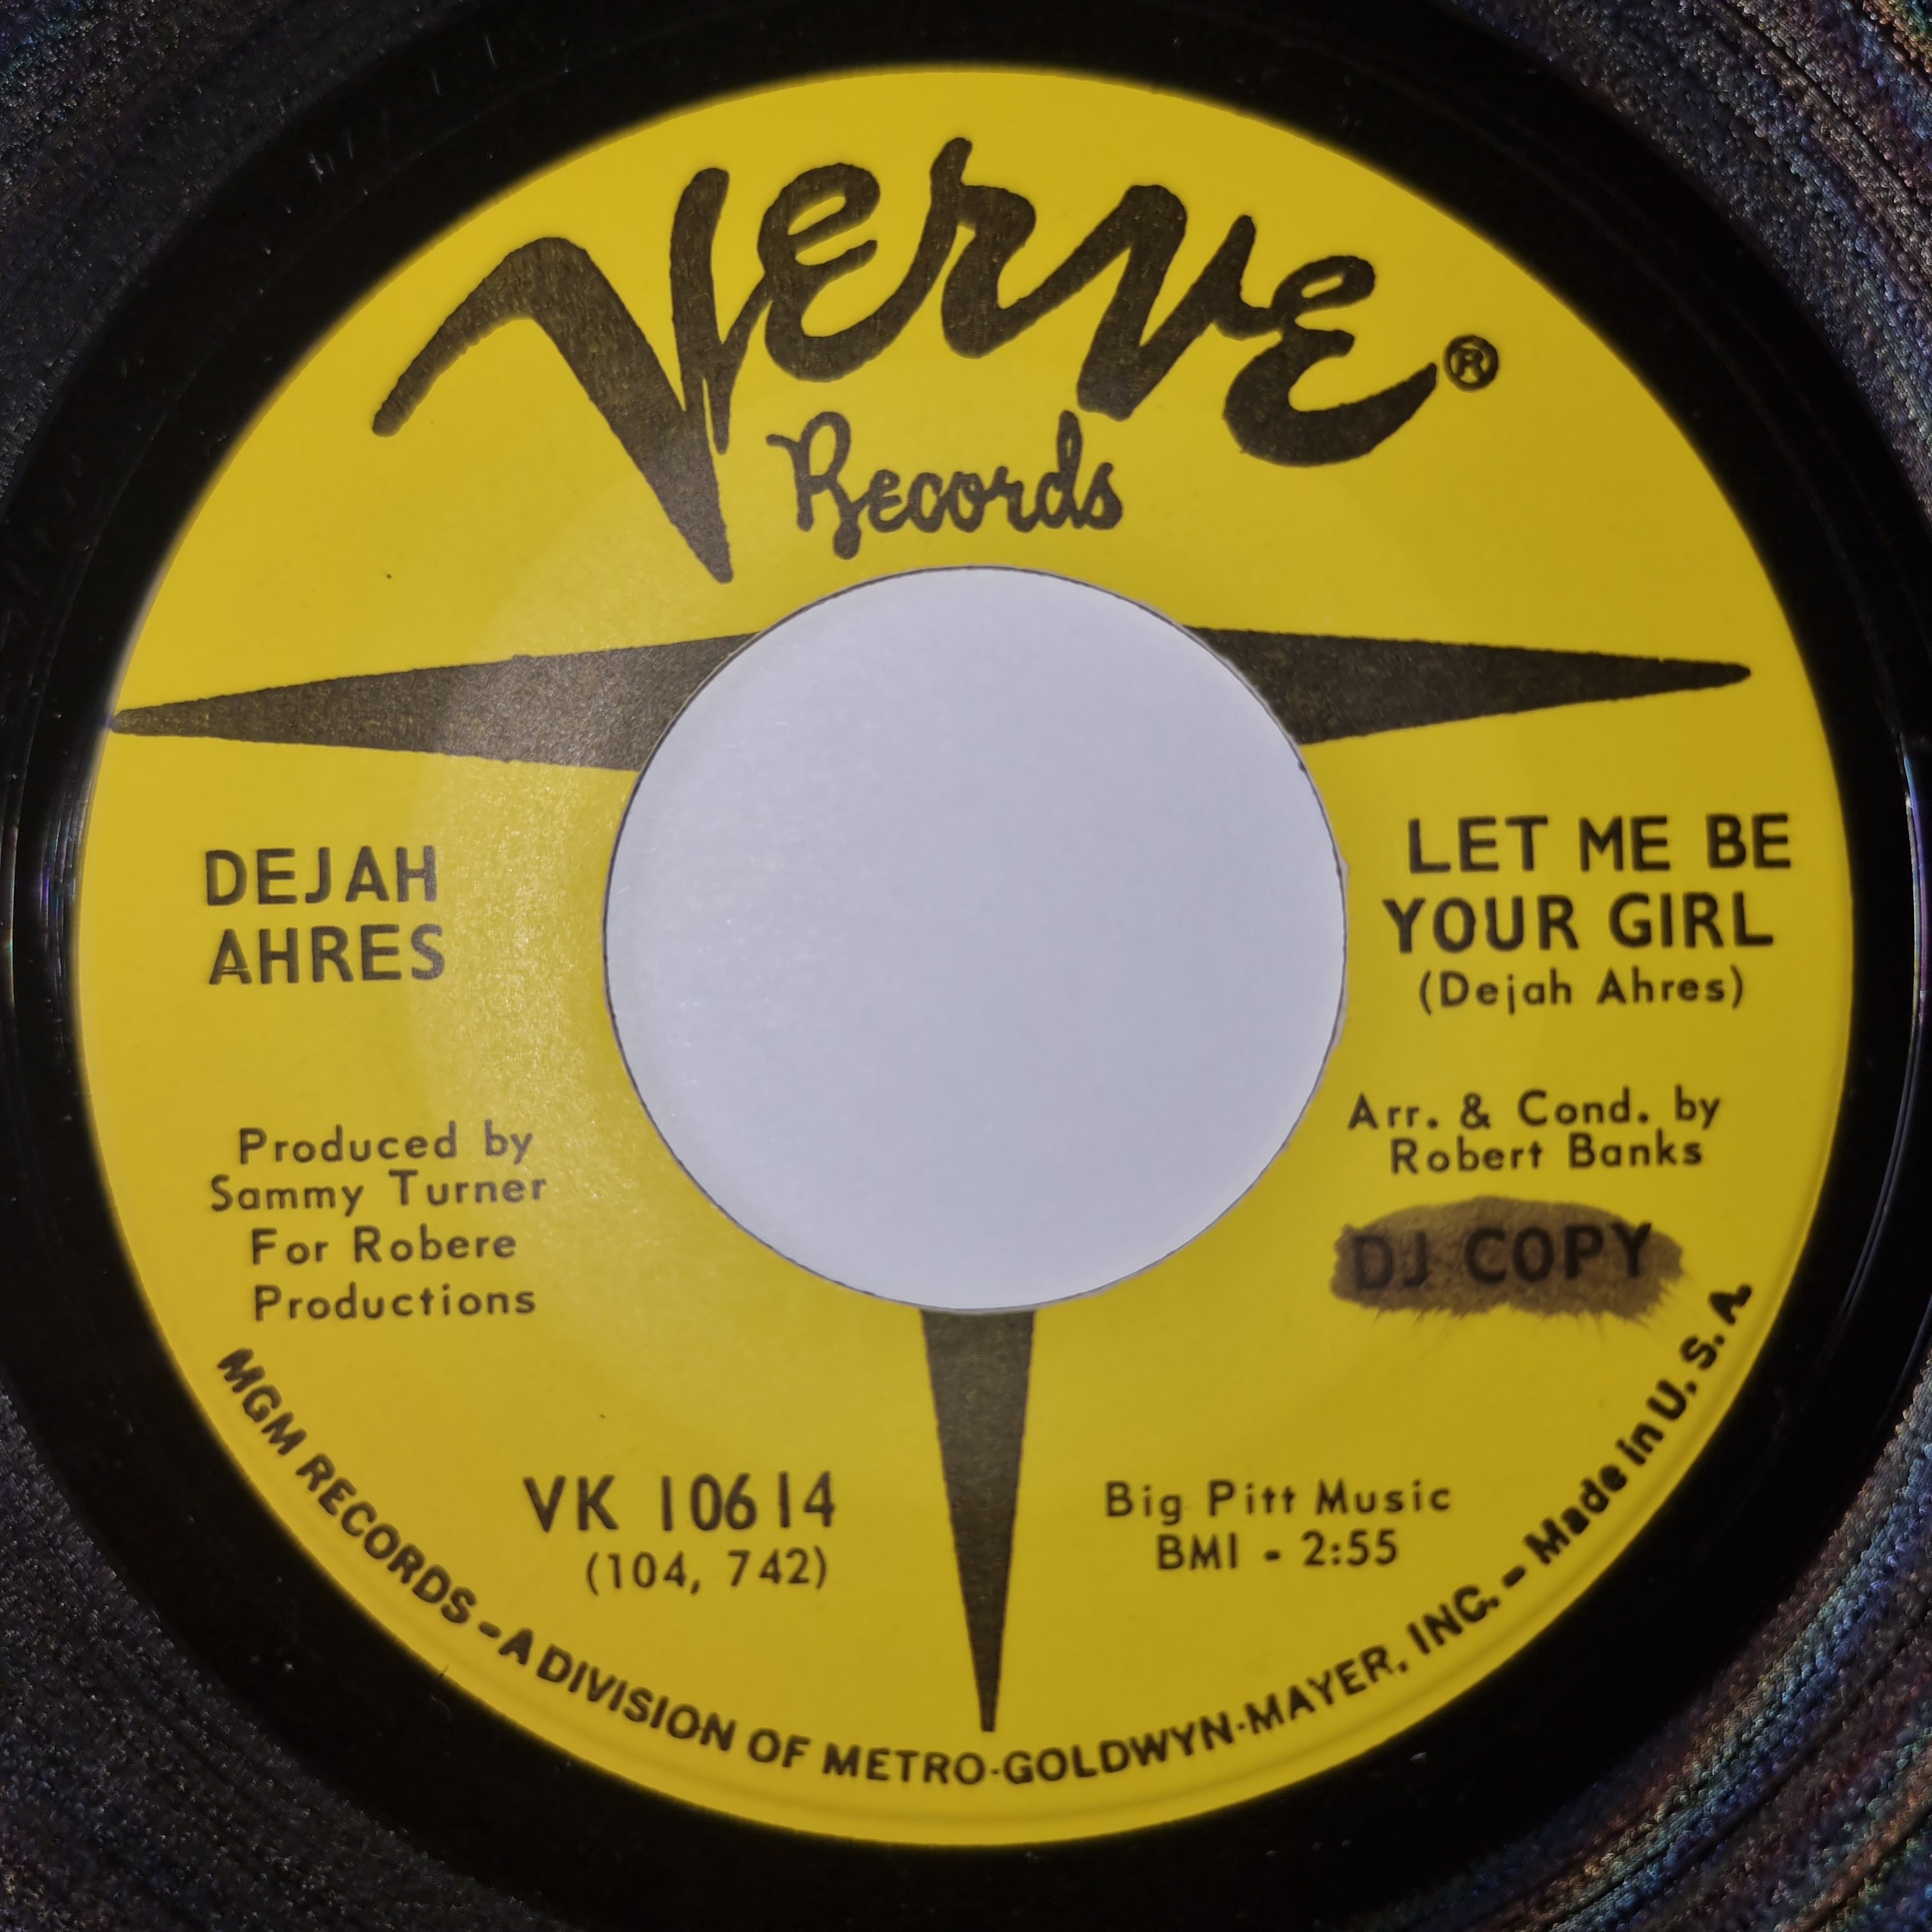 Verve®
Records
DEJAH
AHRES
LET ME BE
YOUR GIRL
(Dejah Ahres)
Produced by
Sammy Turner
For Robere
Productions
Arr. & Cond. by
Robert Banks
DJ COPY
VK 10614
(104, 742)
Big Pitt Music
BMI - 2:55
MGM RECORDS - A DIVISION OF METRO-GOLDWYN-MAYER, INC. - Made in U. S. A.